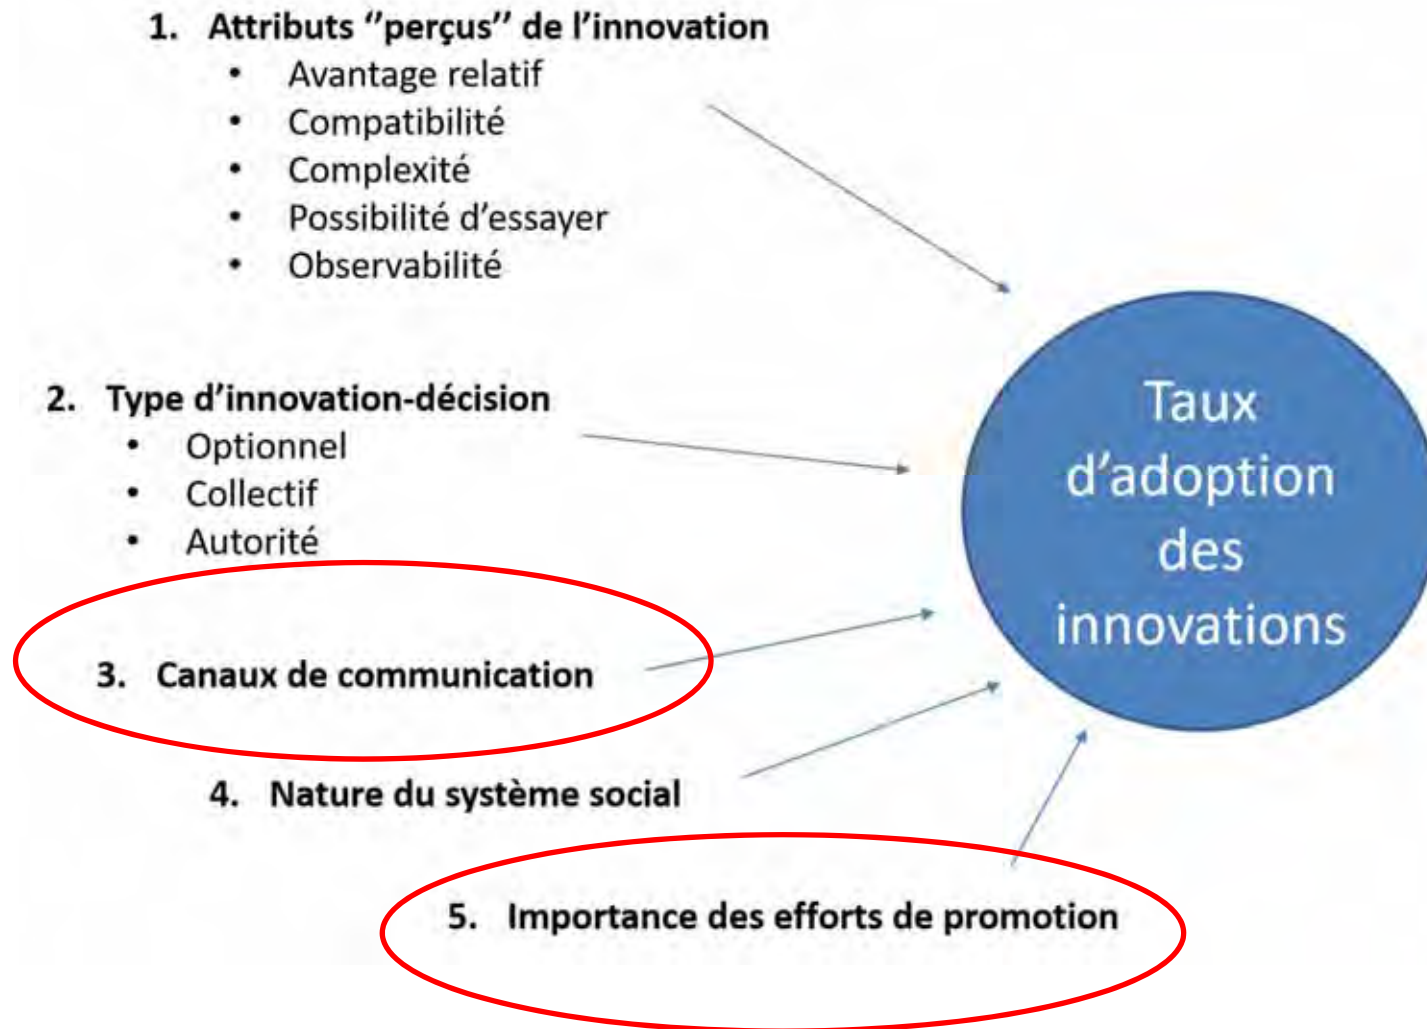 1. Attributs ‘’perçus’’ de l’innovation
• Avantage relatif
• Compatibilité
• Complexité
• Possibilité d’essayer
• Observabilité
2. Type d’innovation-décision
• Optionnel
• Collectif
• Autorité
3. Canaux de communication
4. Nature du système social
5. Importance des efforts de promotion
Taux
d’adoption
des
innovations